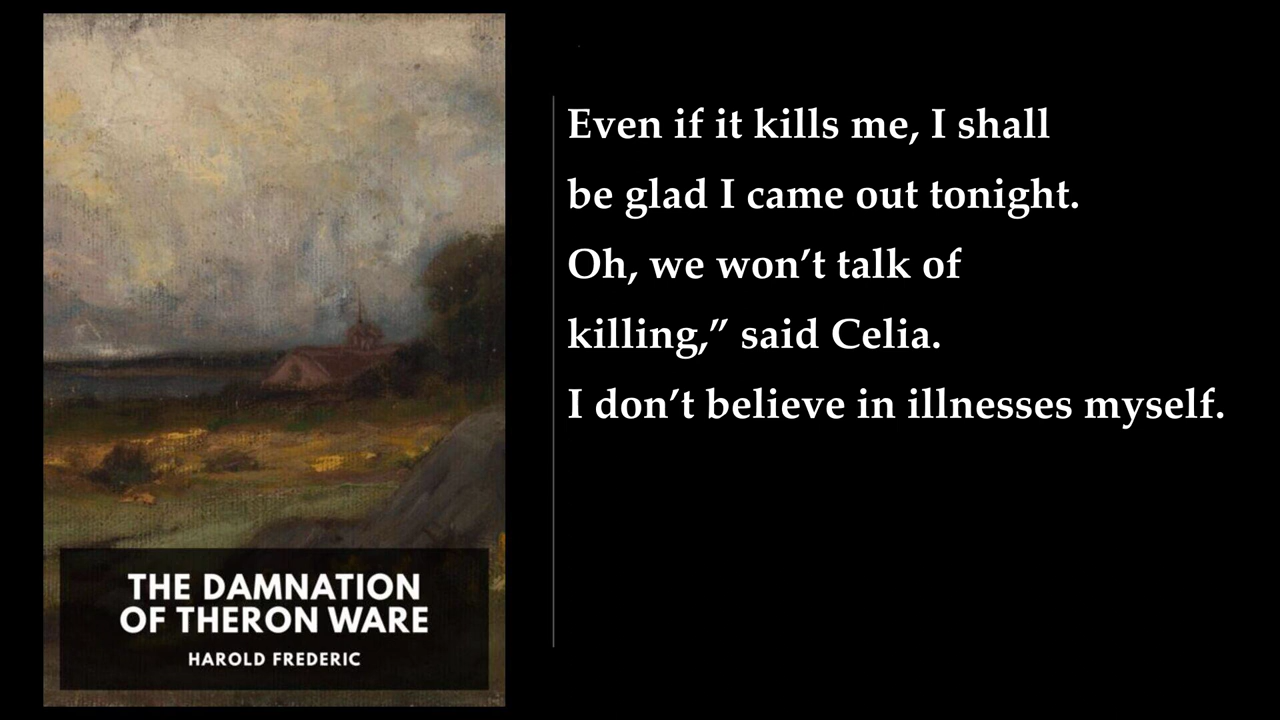 Even if it kills me, I shall
be glad I came out tonight.
Oh, we won’t talk of
killing,” said Celia.
I don’t believe in illnesses myself.
THE DAMNATION
OF THERON WARE
HAROLD FREDERIC